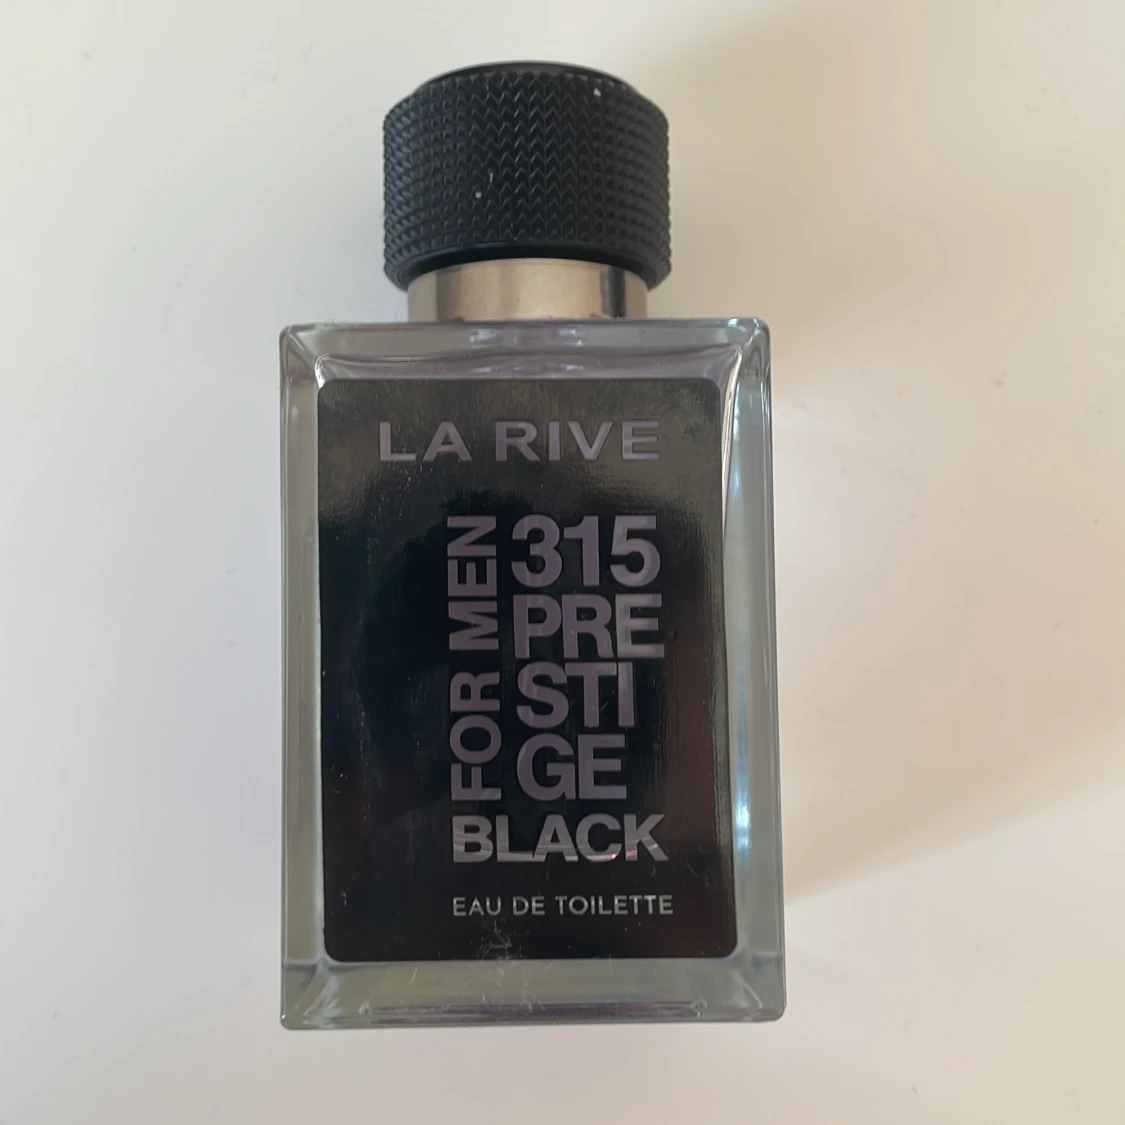 LA RIVE
FOR MEN
315
PRE
STI
GE
BLACK
EAU DE TOILETTE